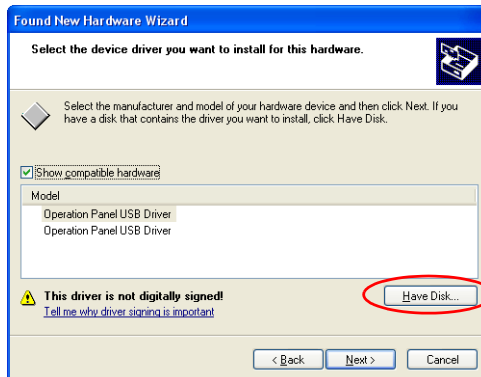 Found New Hardware Wizard
Select the device driver you want to install for this hardware.
Select the manufacturer and model of your hardware device and then click Next. If you
have a disk that contains the driver you want to install, click Have Disk.
Show compatible hardware
Model
Operation Panel USB Driver
Operation Panel USB Driver
This driver is not digitally signed!
Tell me why driver signing is important
Have Disk...
< Back
Next >
Cancel